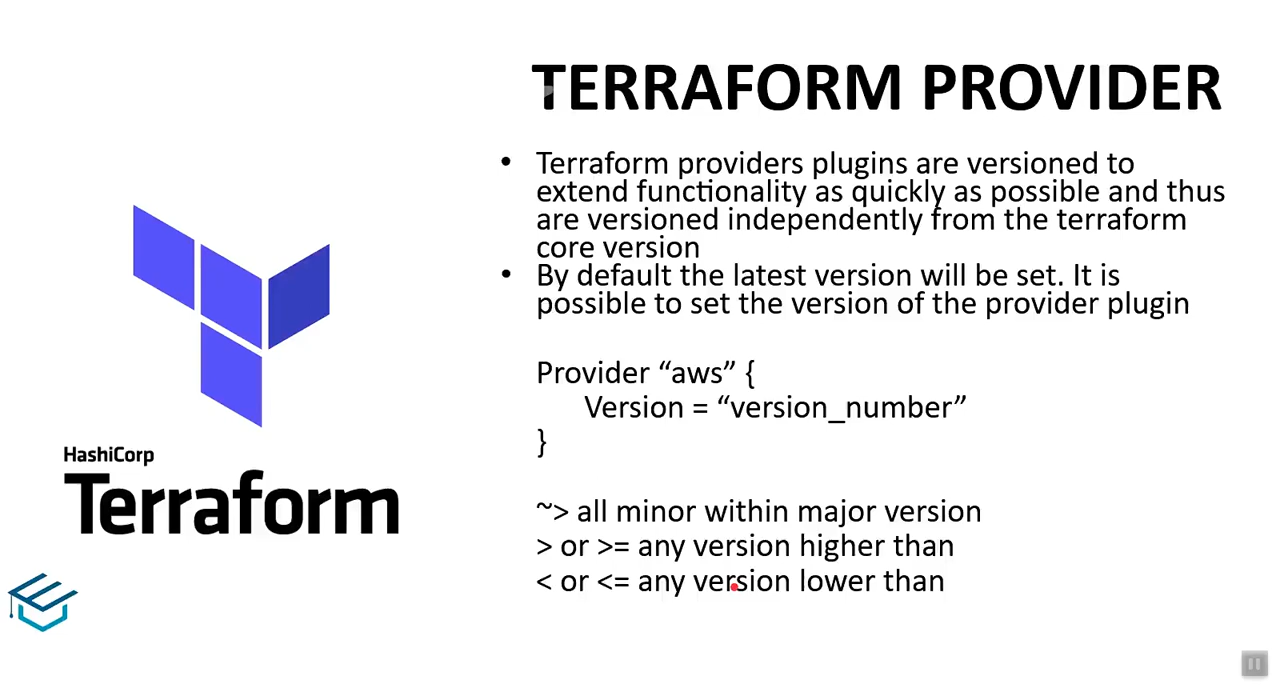 TERRAFORM PROVIDER
• Terraform providers plugins are versioned to
extend functionality as quickly as possible and thus
are versioned independently from the terraform
core version
• By default the latest version will be set. It is
possible to set the version of the provider plugin
Provider “aws” {
Version = “version_number”
}
~> all minor within major version
> or >= any version higher than
< or <= any version lower than
HashiCorp
Terraform